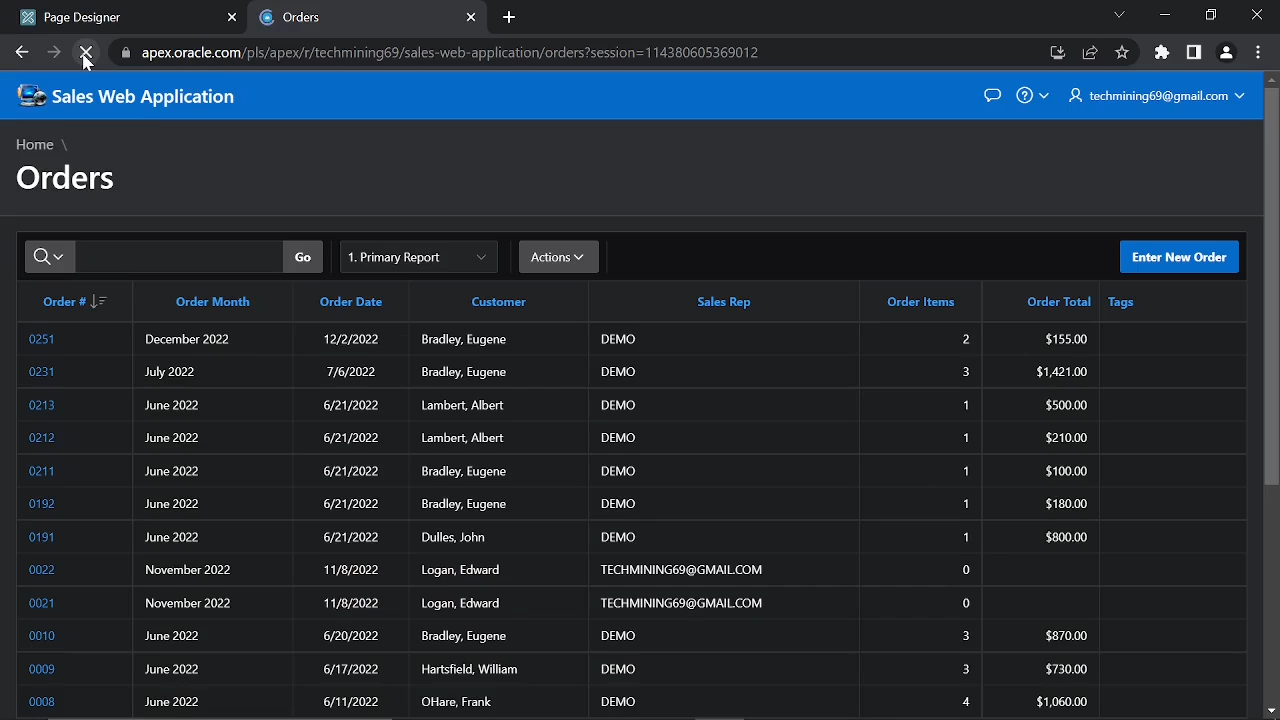 Page Designer
Orders
apex.oracle.com/pls/apex/r/techmining69/sales-web-application/orders?session=114380605369012
Sales Web Application
techmining69@gmail.com
Home \
Orders
Go
1. Primary Report
Actions
Enter New Order
Order # Order Month Order Date Customer Sales Rep Order Items Order Total Tags
0251 December 2022 12/2/2022 Bradley, Eugene DEMO 2 $155.00
0231 July 2022 7/6/2022 Bradley, Eugene DEMO 3 $1,421.00
0213 June 2022 6/21/2022 Lambert, Albert DEMO 1 $500.00
0212 June 2022 6/21/2022 Lambert, Albert DEMO 1 $210.00
0211 June 2022 6/21/2022 Bradley, Eugene DEMO 1 $100.00
0192 June 2022 6/21/2022 Bradley, Eugene DEMO 1 $180.00
0191 June 2022 6/21/2022 Dulles, John DEMO 1 $800.00
0022 November 2022 11/8/2022 Logan, Edward TECHMINING69@GMAIL.COM 0
0021 November 2022 11/8/2022 Logan, Edward TECHMINING69@GMAIL.COM 0
0010 June 2022 6/20/2022 Bradley, Eugene DEMO 3 $870.00
0009 June 2022 6/17/2022 Hartsfield, William DEMO 3 $730.00
0008 June 2022 6/11/2022 OHare, Frank DEMO 4 $1,060.00